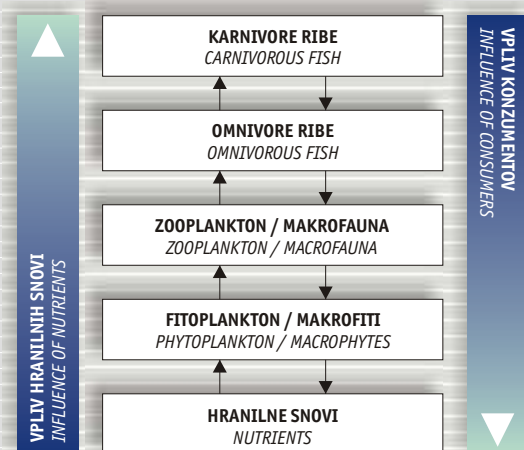 KARNIVORE RIBE
CARNIVOROUS FISH
OMNIVORE RIBE
OMNIVOROUS FISH
ZOOPLANKTON / MAKROFAUNA
ZOOPLANKTON / MACROFAUNA
FITOPLANKTON / MAKROFITI
PHYTOPLANKTON / MACROPHYTES
HRANILNE SNOVI
NUTRIENTS
VPLIV HRANILNIH SNOVI
INFLUENCE OF NUTRIENTS
VPLIV KONZUMENTOV
INFLUENCE OF CONSUMERS